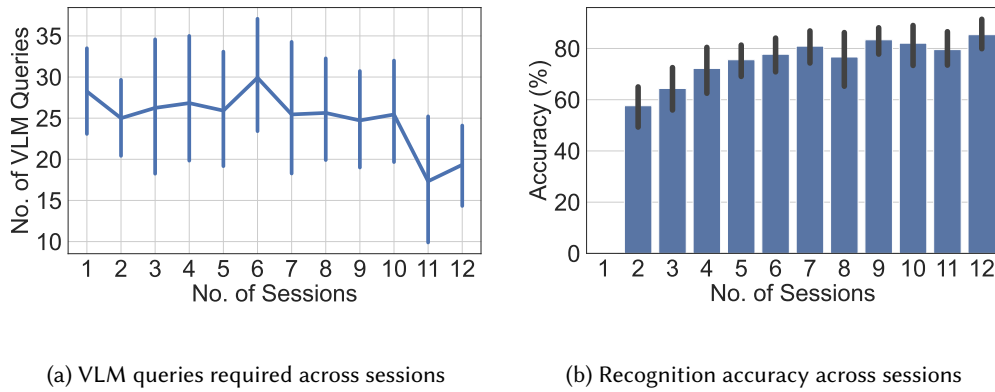 No. of VLM Queries
35
30
25
20
15
10
1 2 3 4 5 6 7 8 9 10 11 12
No. of Sessions
(a) VLM queries required across sessions
Accuracy (%)
80
60
40
20
0
1 2 3 4 5 6 7 8 9 10 11 12
No. of Sessions
(b) Recognition accuracy across sessions